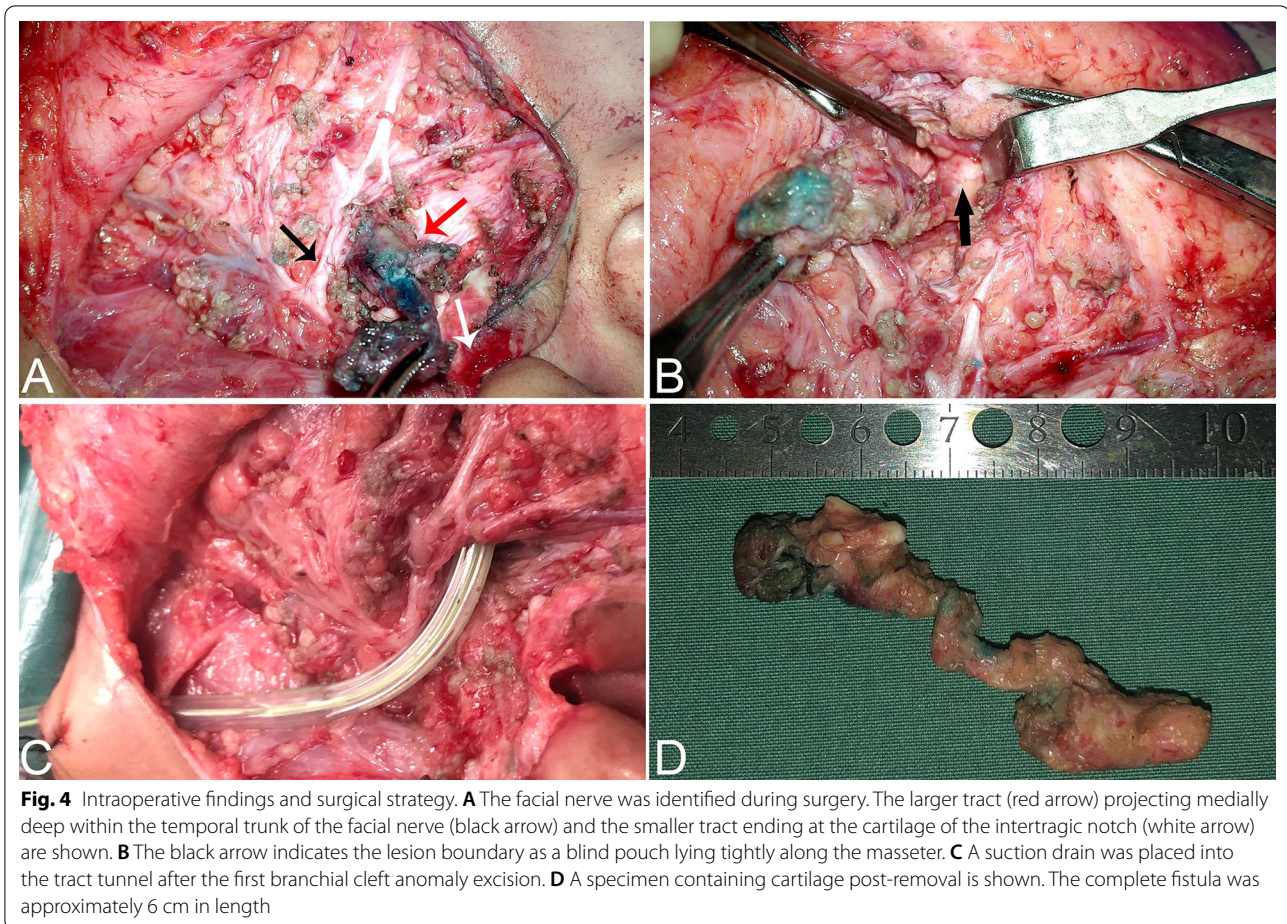 A
B
C
4 5 6 7 8 9 10
D
Fig. 4 Intraoperative findings and surgical strategy. A The facial nerve was identified during surgery. The larger tract (red arrow) projecting medially
deep within the temporal trunk of the facial nerve (black arrow) and the smaller tract ending at the cartilage of the intertragic notch (white arrow)
are shown. B The black arrow indicates the lesion boundary as a blind pouch lying tightly along the masseter. C A suction drain was placed into
the tract tunnel after the first branchial cleft anomaly excision. D A specimen containing cartilage post-removal is shown. The complete fistula was
approximately 6 cm in length